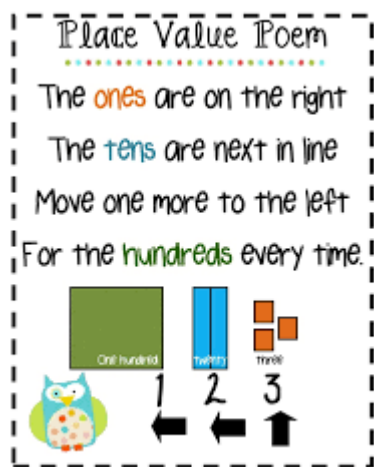 Place Value Poem
The ones are on the right
The tens are next in line
Move one more to the left
For the hundreds every time.
One hundred twenty three
1 2 3